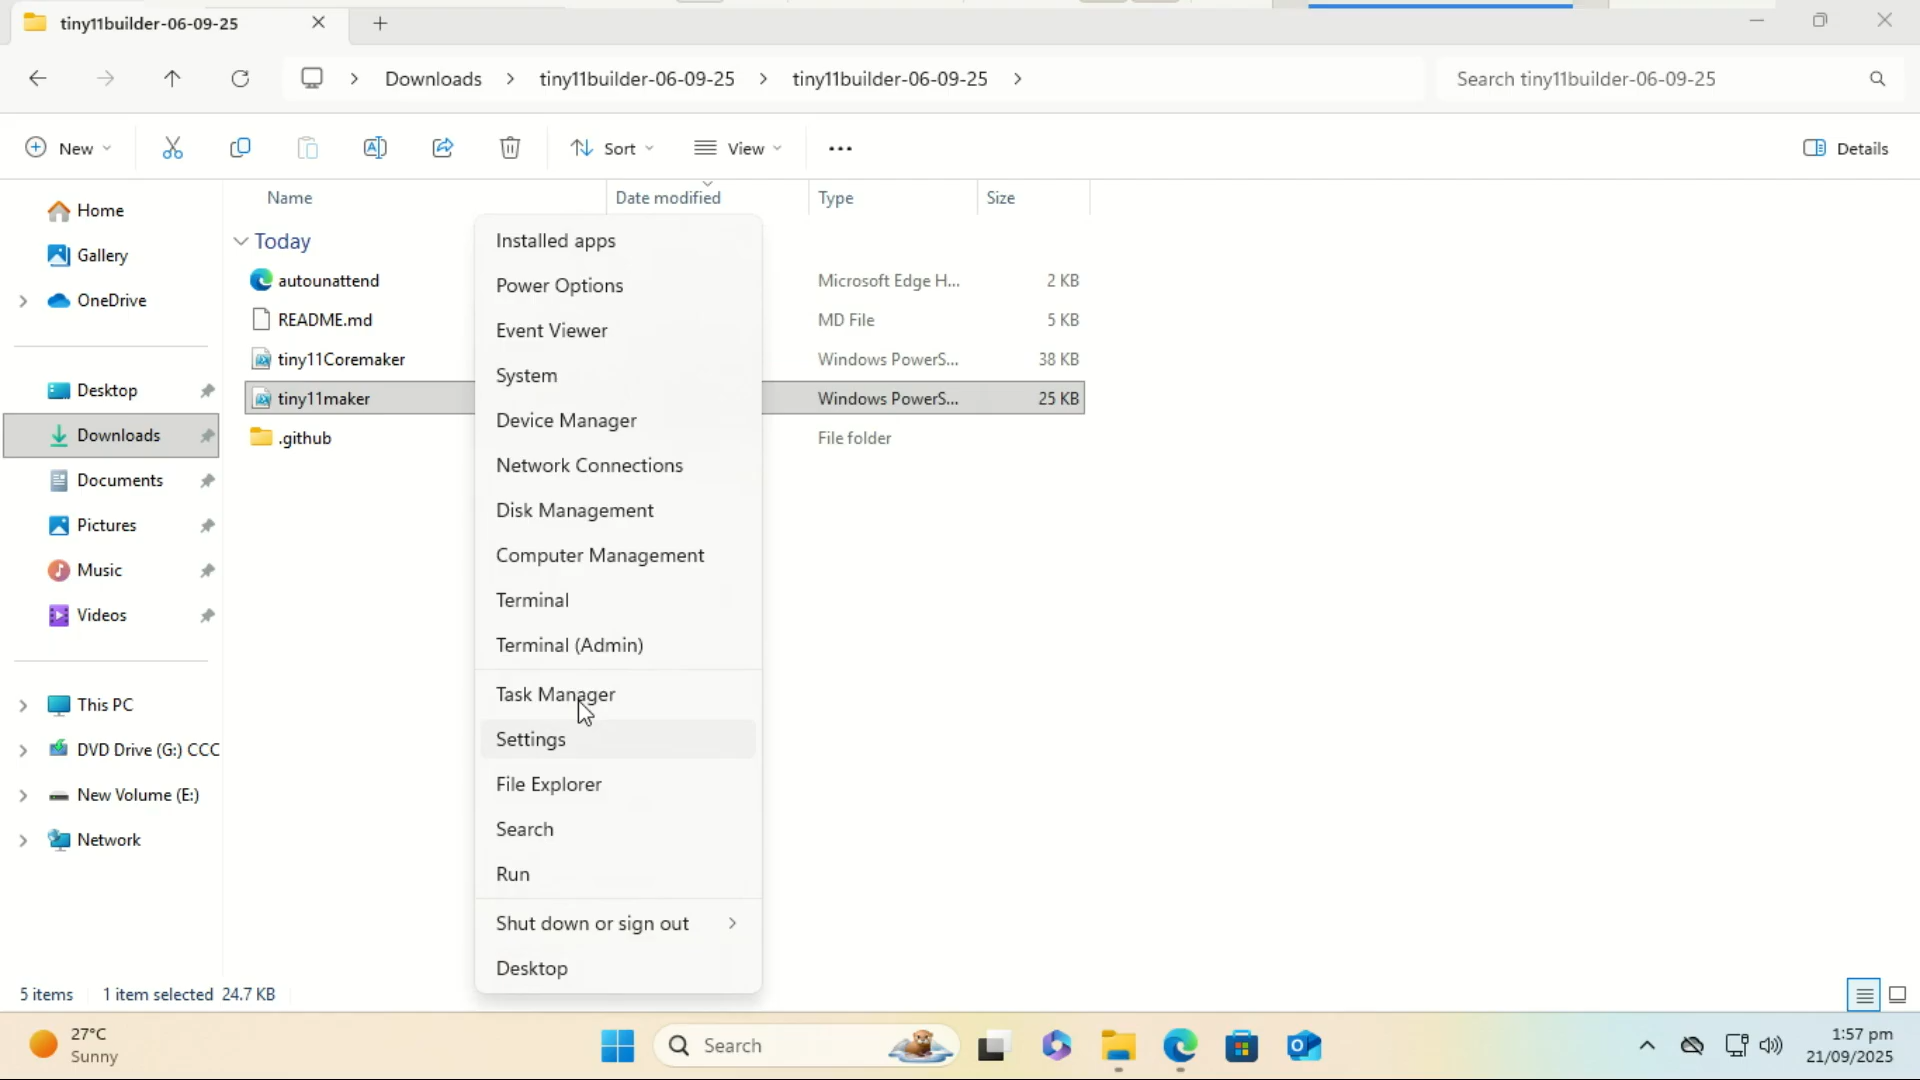 tiny11builder-06-09-25
Downloads
tiny11builder-06-09-25
tiny11builder-06-09-25
Search tiny11builder-06-09-25
New
Sort
View
Details
Home
Gallery
OneDrive
Desktop
Downloads
Documents
Pictures
Music
Videos
This PC
DVD Drive (G:) CCC
New Volume (E:)
Network
Name
Date modified
Type
Size
Today
autounattend
Microsoft Edge H...
2 KB
README.md
MD File
5 KB
tiny11Coremaker
Windows PowerS...
38 KB
tiny11maker
Windows PowerS...
25 KB
.github
File folder
Installed apps
Power Options
Event Viewer
System
Device Manager
Network Connections
Disk Management
Computer Management
Terminal
Terminal (Admin)
Task Manager
Settings
File Explorer
Search
Run
Shut down or sign out
Desktop
5 items
1 item selected 24.7 KB
27°C
Sunny
Search
1:57 pm
21/09/2025